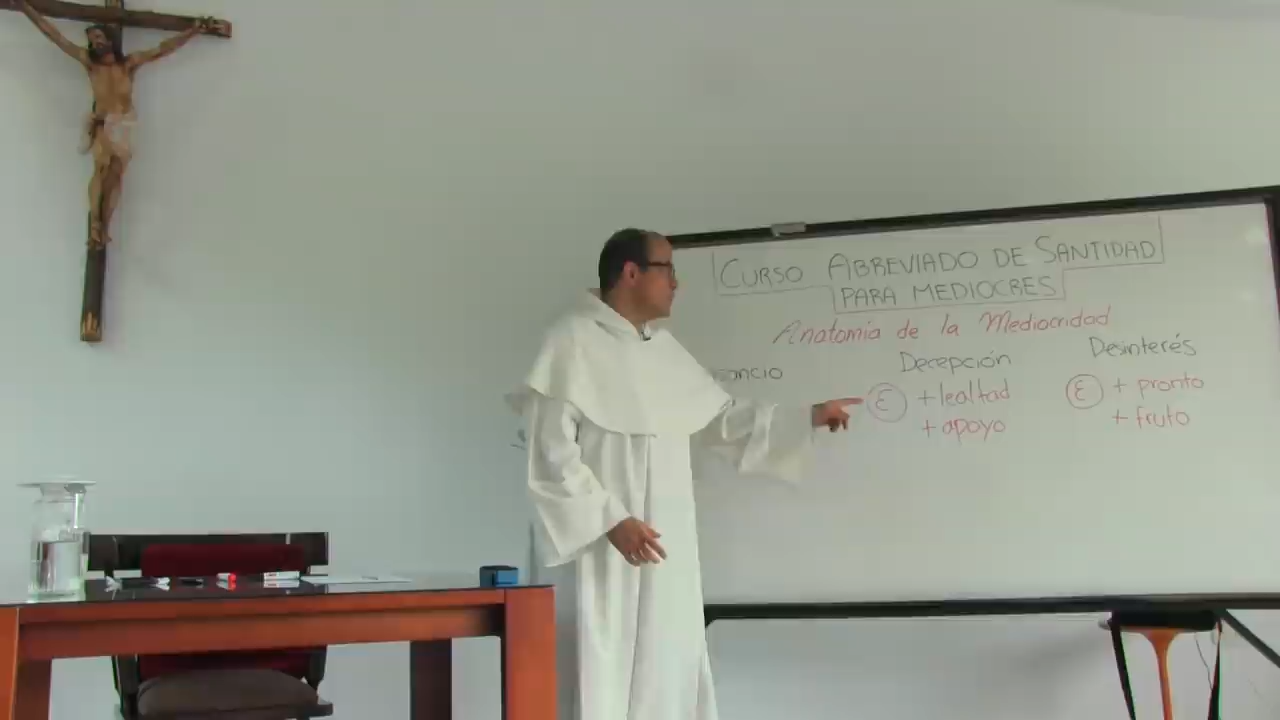 CURSO ABREVIADO DE SANTIDAD
PARA MEDIOCRES
Anatomía de la Mediocridad
Decepción
Ɛ + lealtad
+ apoyo
Desinterés
Ɛ + pronto
+ fruto